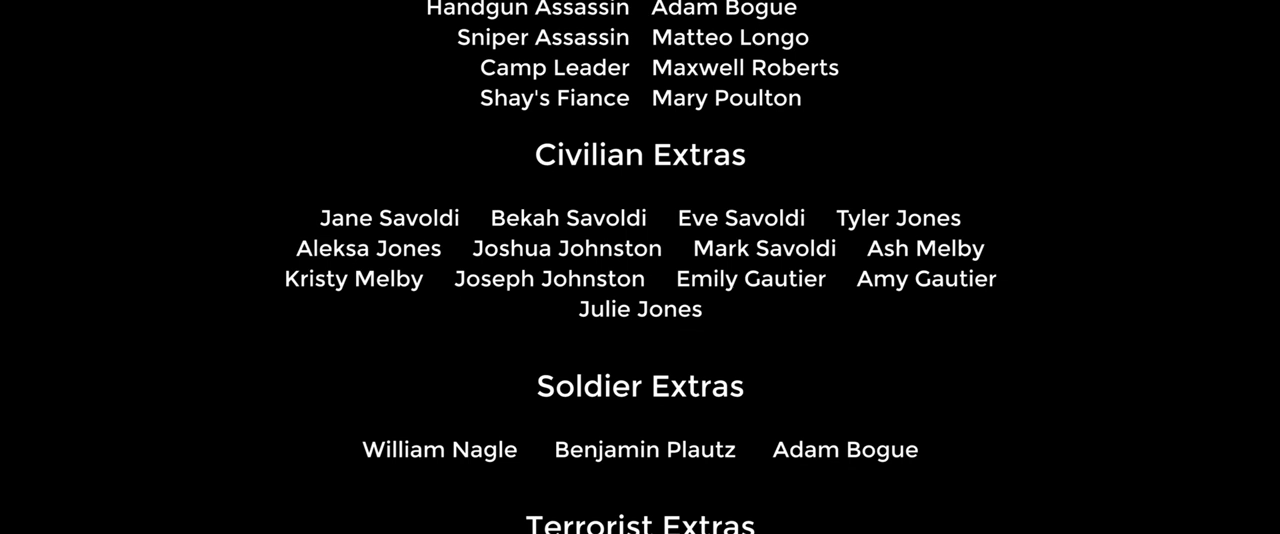 Handgun Assassin Adam Bogue
Sniper Assassin Matteo Longo
Camp Leader Maxwell Roberts
Shay's Fiance Mary Poulton
Civilian Extras
Jane Savoldi Bekah Savoldi Eve Savoldi Tyler Jones
Aleksa Jones Joshua Johnston Mark Savoldi Ash Melby
Kristy Melby Joseph Johnston Emily Gautier Amy Gautier
Julie Jones
Soldier Extras
William Nagle Benjamin Plautz Adam Bogue
Terrorist Extras